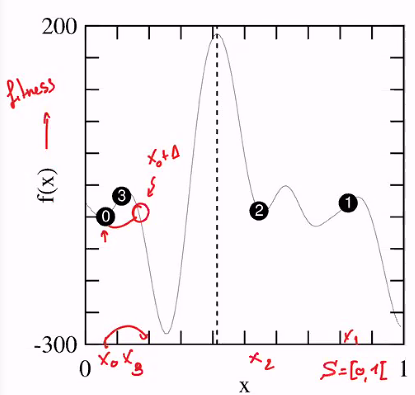 200
fitness
f(x)
x₀+Δ
3
0
2
1
-300
x₀ x₃
x₂
x₁
0
x
S=[0,1[
1